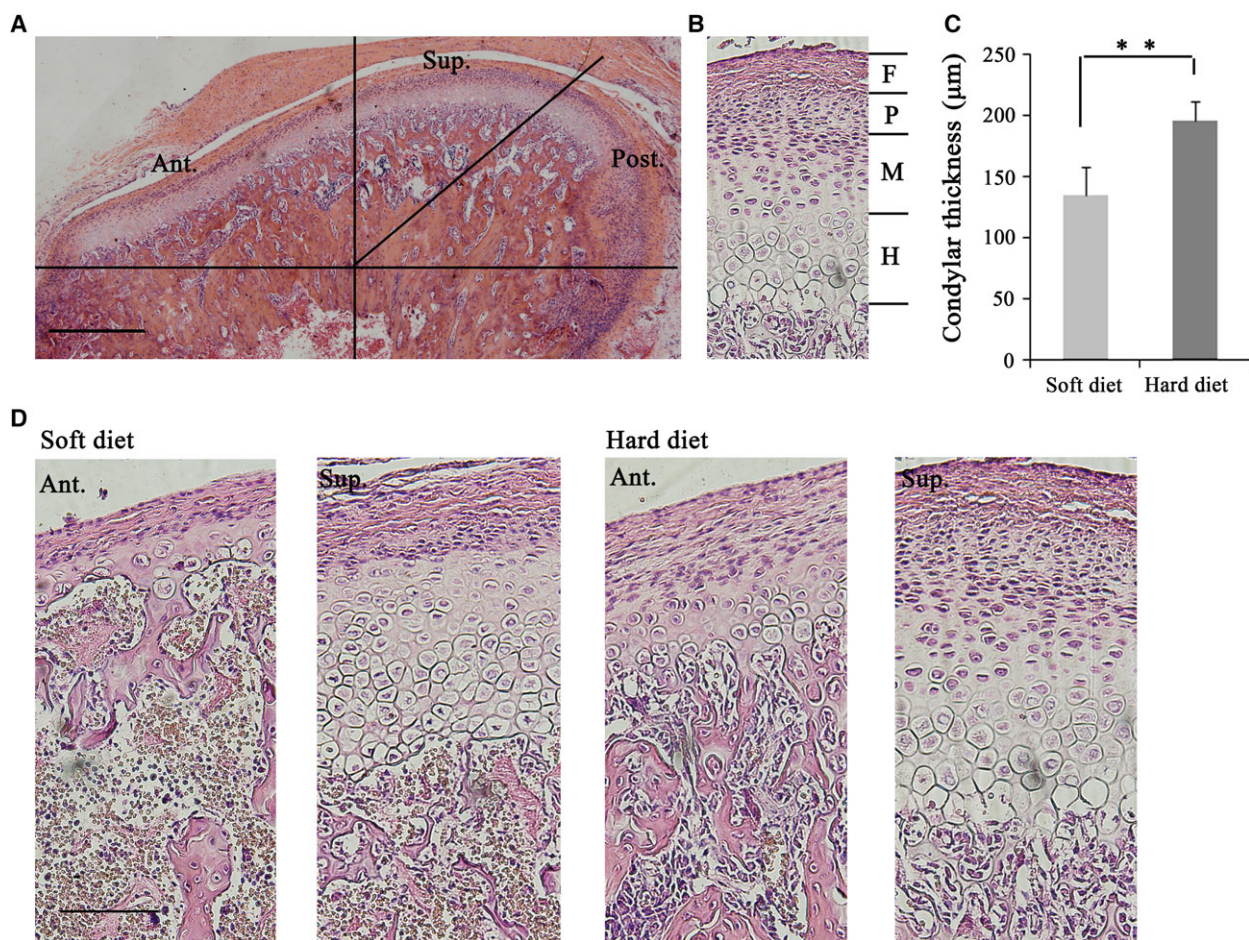 A
Sup.
Ant.
Post.
B
F
P
M
H
C
Condylar thickness (μm)
250
200
150
100
50
0
* *
Soft diet
Hard diet
D
Soft diet
Hard diet
Ant.
Sup.
Ant.
Sup.